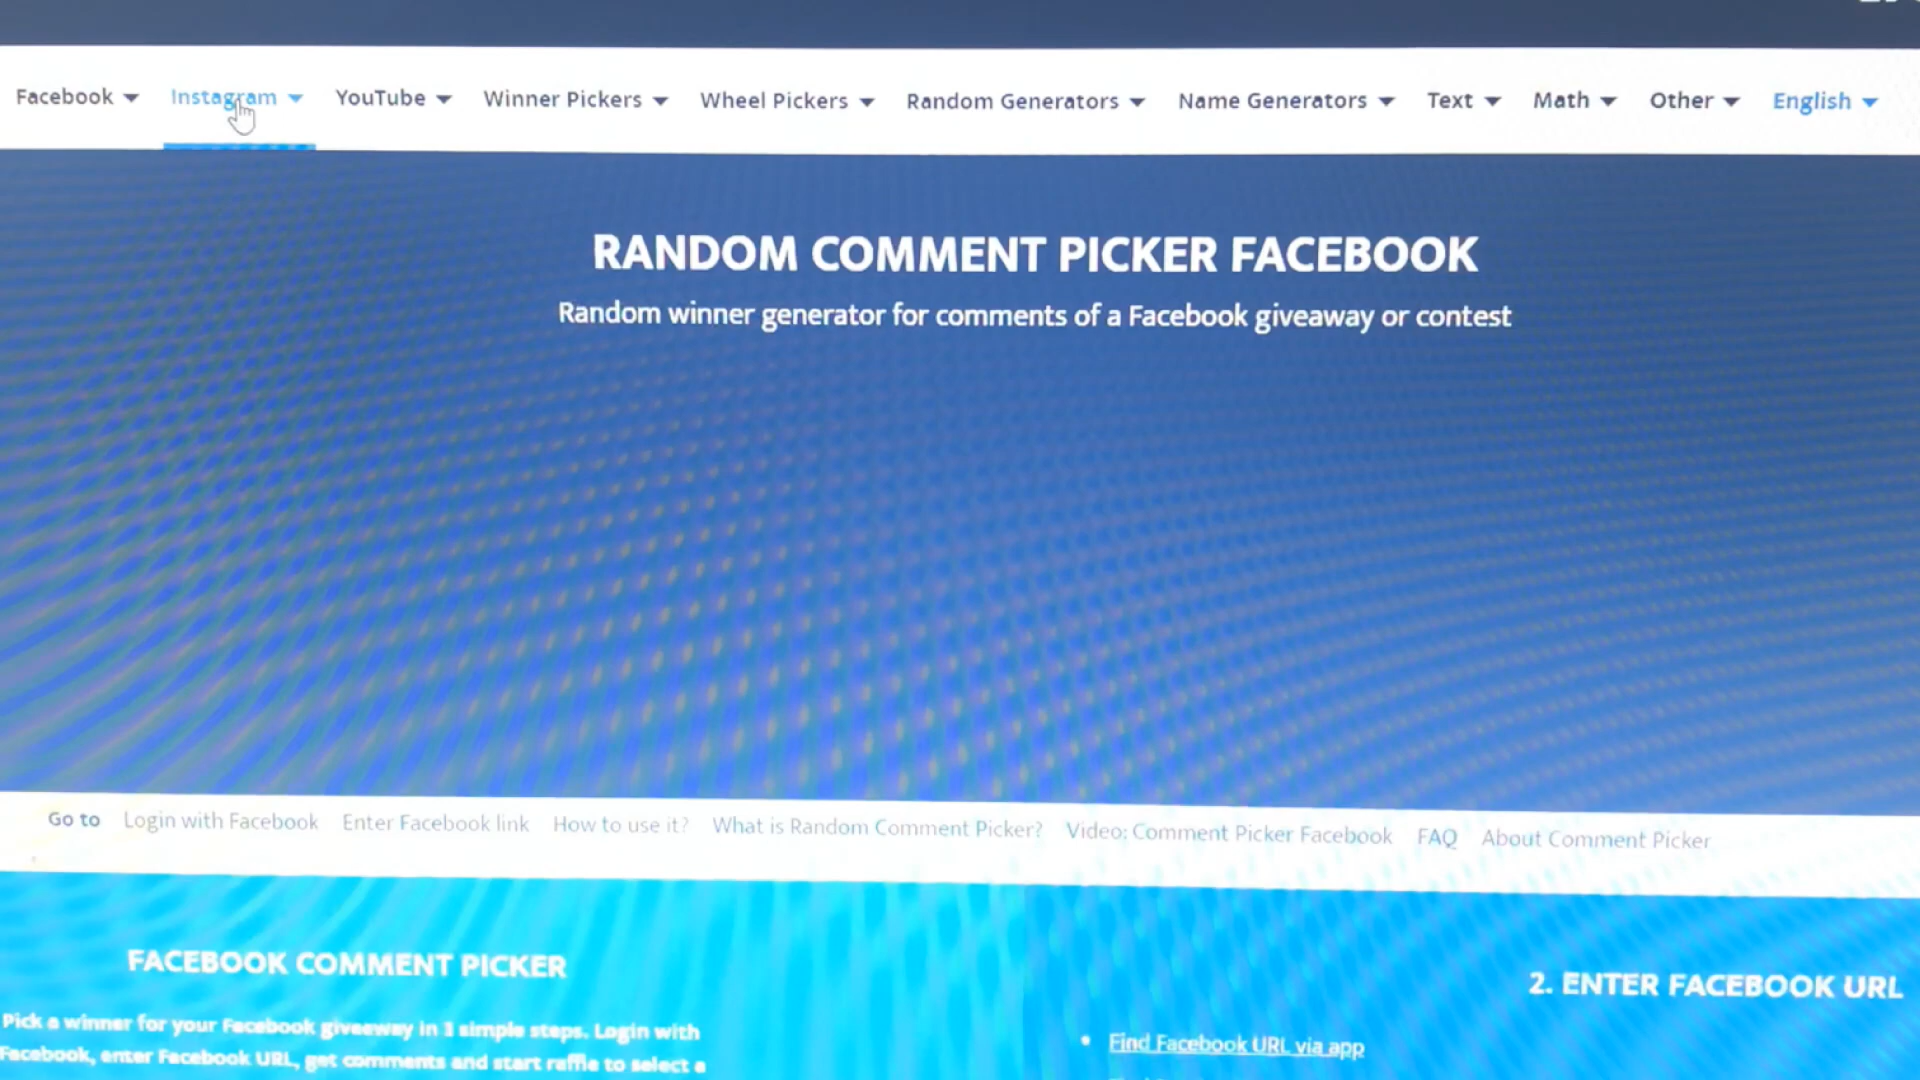 Facebook Instagram YouTube Winner Pickers Wheel Pickers Random Generators Name Generators Text Math Other English
RANDOM COMMENT PICKER FACEBOOK
Random winner generator for comments of a Facebook giveaway or contest
Go to Login with Facebook Enter Facebook link How to use it? What is Random Comment Picker? Video: Comment Picker Facebook FAQ About Comment Picker
FACEBOOK COMMENT PICKER
Pick a winner for your Facebook giveaway in 3 simple steps. Login with
Facebook, enter Facebook URL, get comments and start raffle to select a
2. ENTER FACEBOOK URL
Find Facebook URL via app